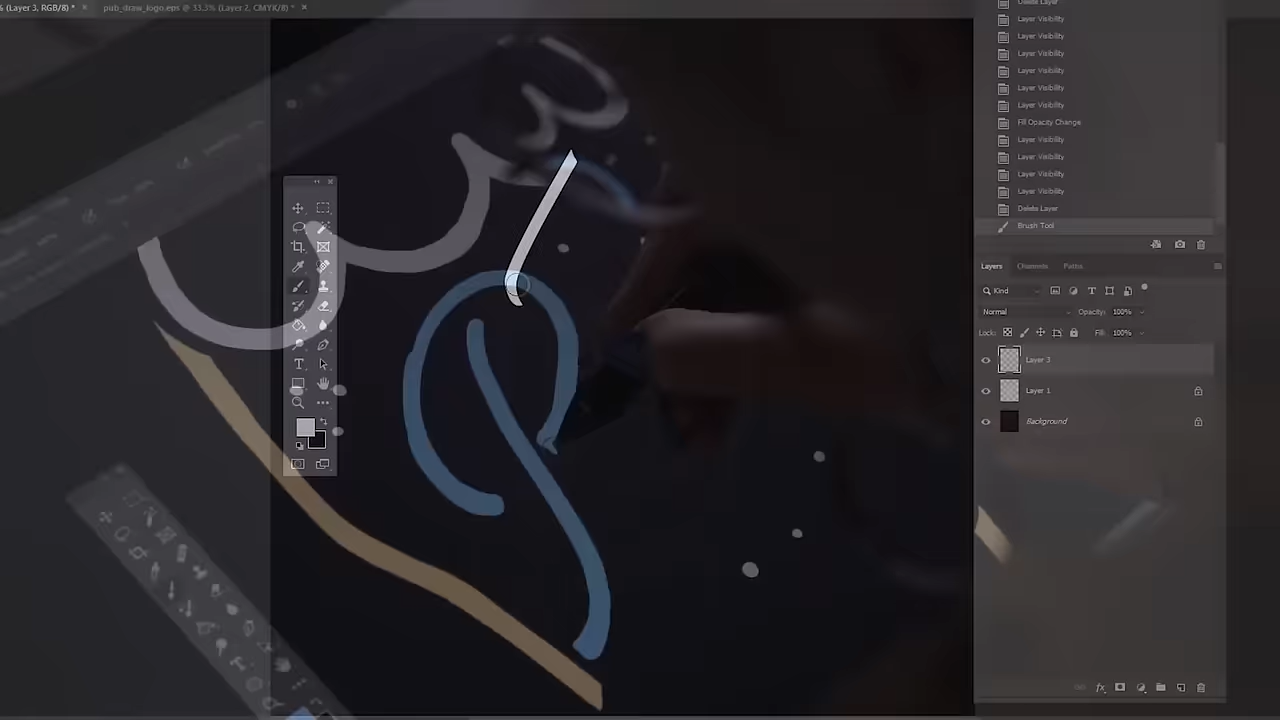 % (Layer 3, RGB/8) *
pub_draw_logo.eps @ 33.3% (Layer 2, CMYK/8) *
Delete Layer
Layer Visibility
Layer Visibility
Layer Visibility
Layer Visibility
Layer Visibility
Layer Visibility
Fill Opacity Change
Layer Visibility
Layer Visibility
Layer Visibility
Layer Visibility
Delete Layer
Brush Tool
Layers Channels Paths
Kind
Normal Opacity: 100%
Lock: Fill: 100%
Layer 3
Layer 1
Background